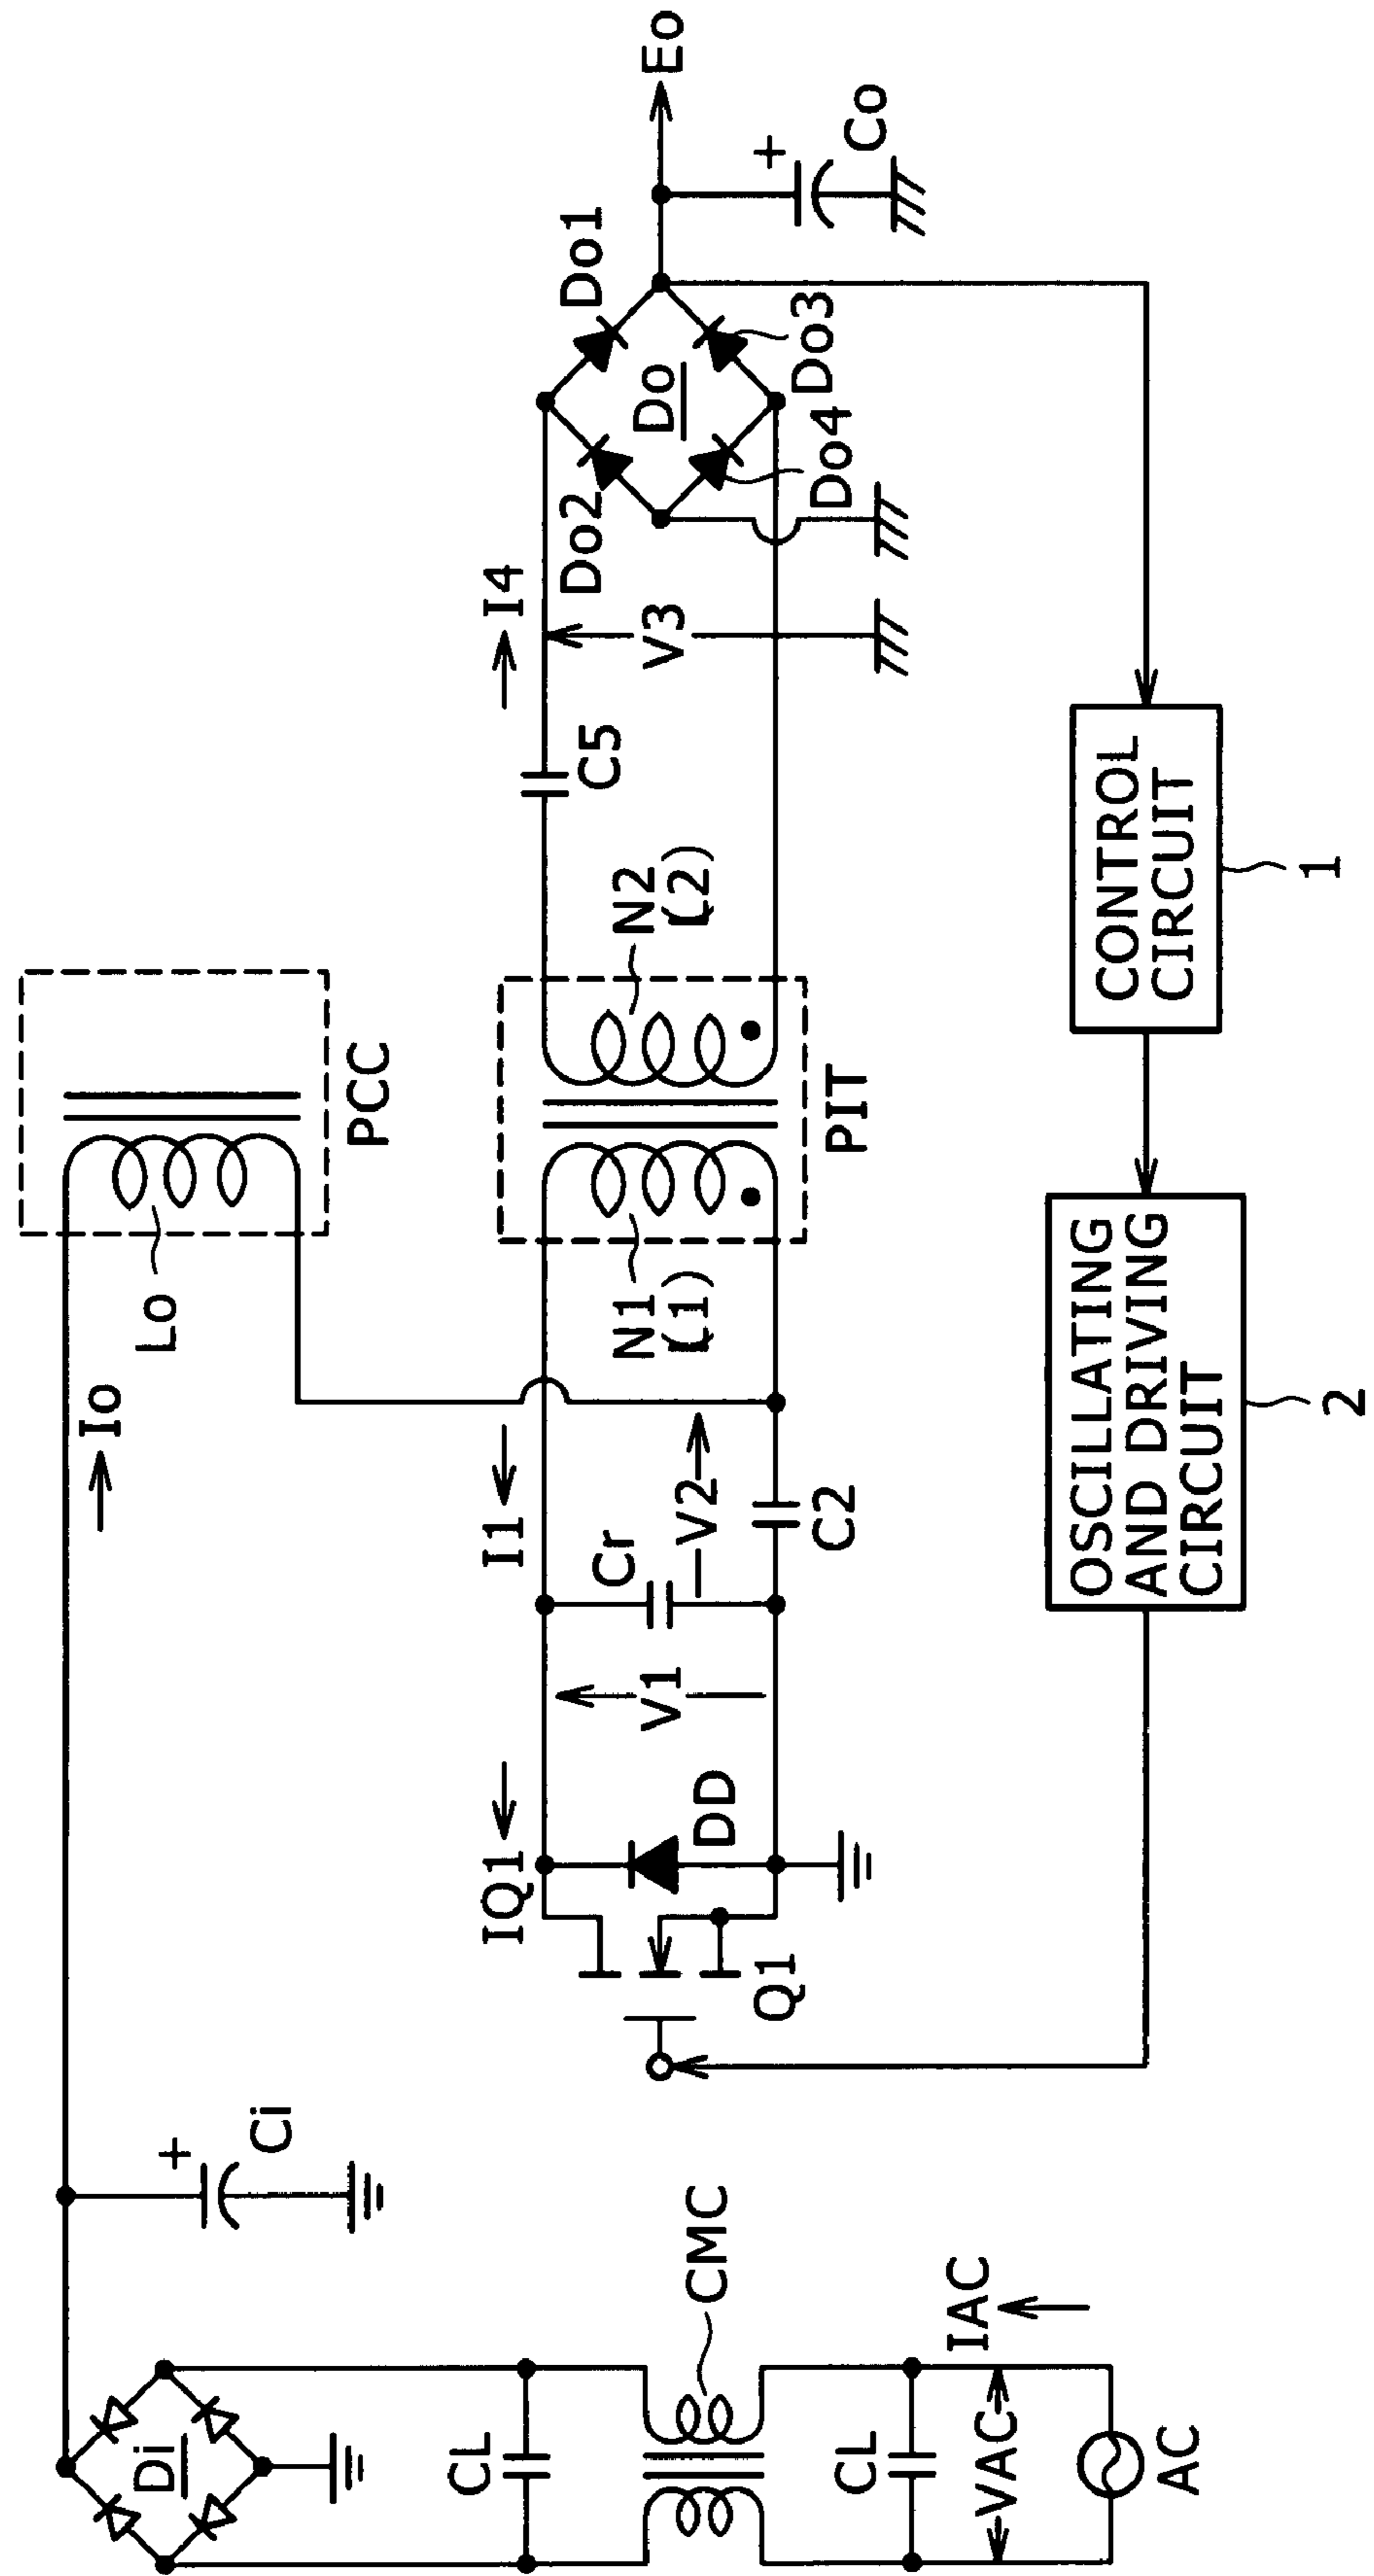 Eo
Co
+
Do1
Do3
Do
Do4
Do2
I4
V3
C5
N2
(L2)
PCC
PIT
Lo
Io
N1
(L1)
I1
V2
Cr
C2
V1
DD
IQ1
Q1
CONTROL
CIRCUIT
1
OSCILLATING
AND DRIVING
CIRCUIT
2
+
Ci
CMC
Di
CL
CL
IAC
VAC
AC